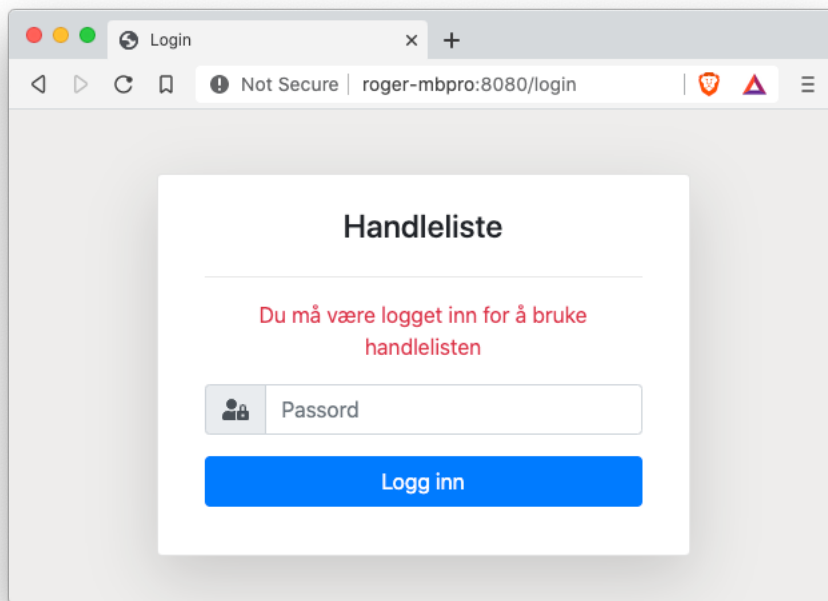 Login
Not Secure roger-mbpro:8080/login
Handleliste
Du må være logget inn for å bruke
handlelisten
Passord
Logg inn